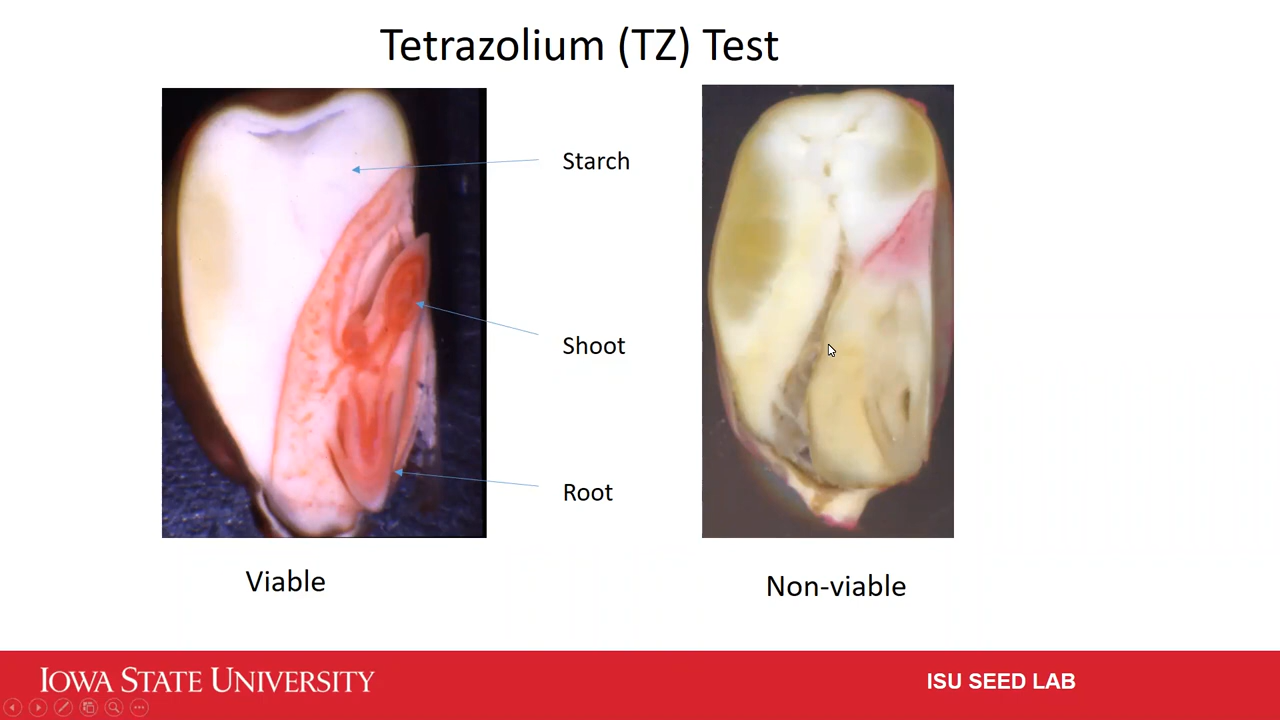 Tetrazolium (TZ) Test
Starch
Shoot
Root
Viable
Non-viable
IOWA STATE UNIVERSITY
ISU SEED LAB